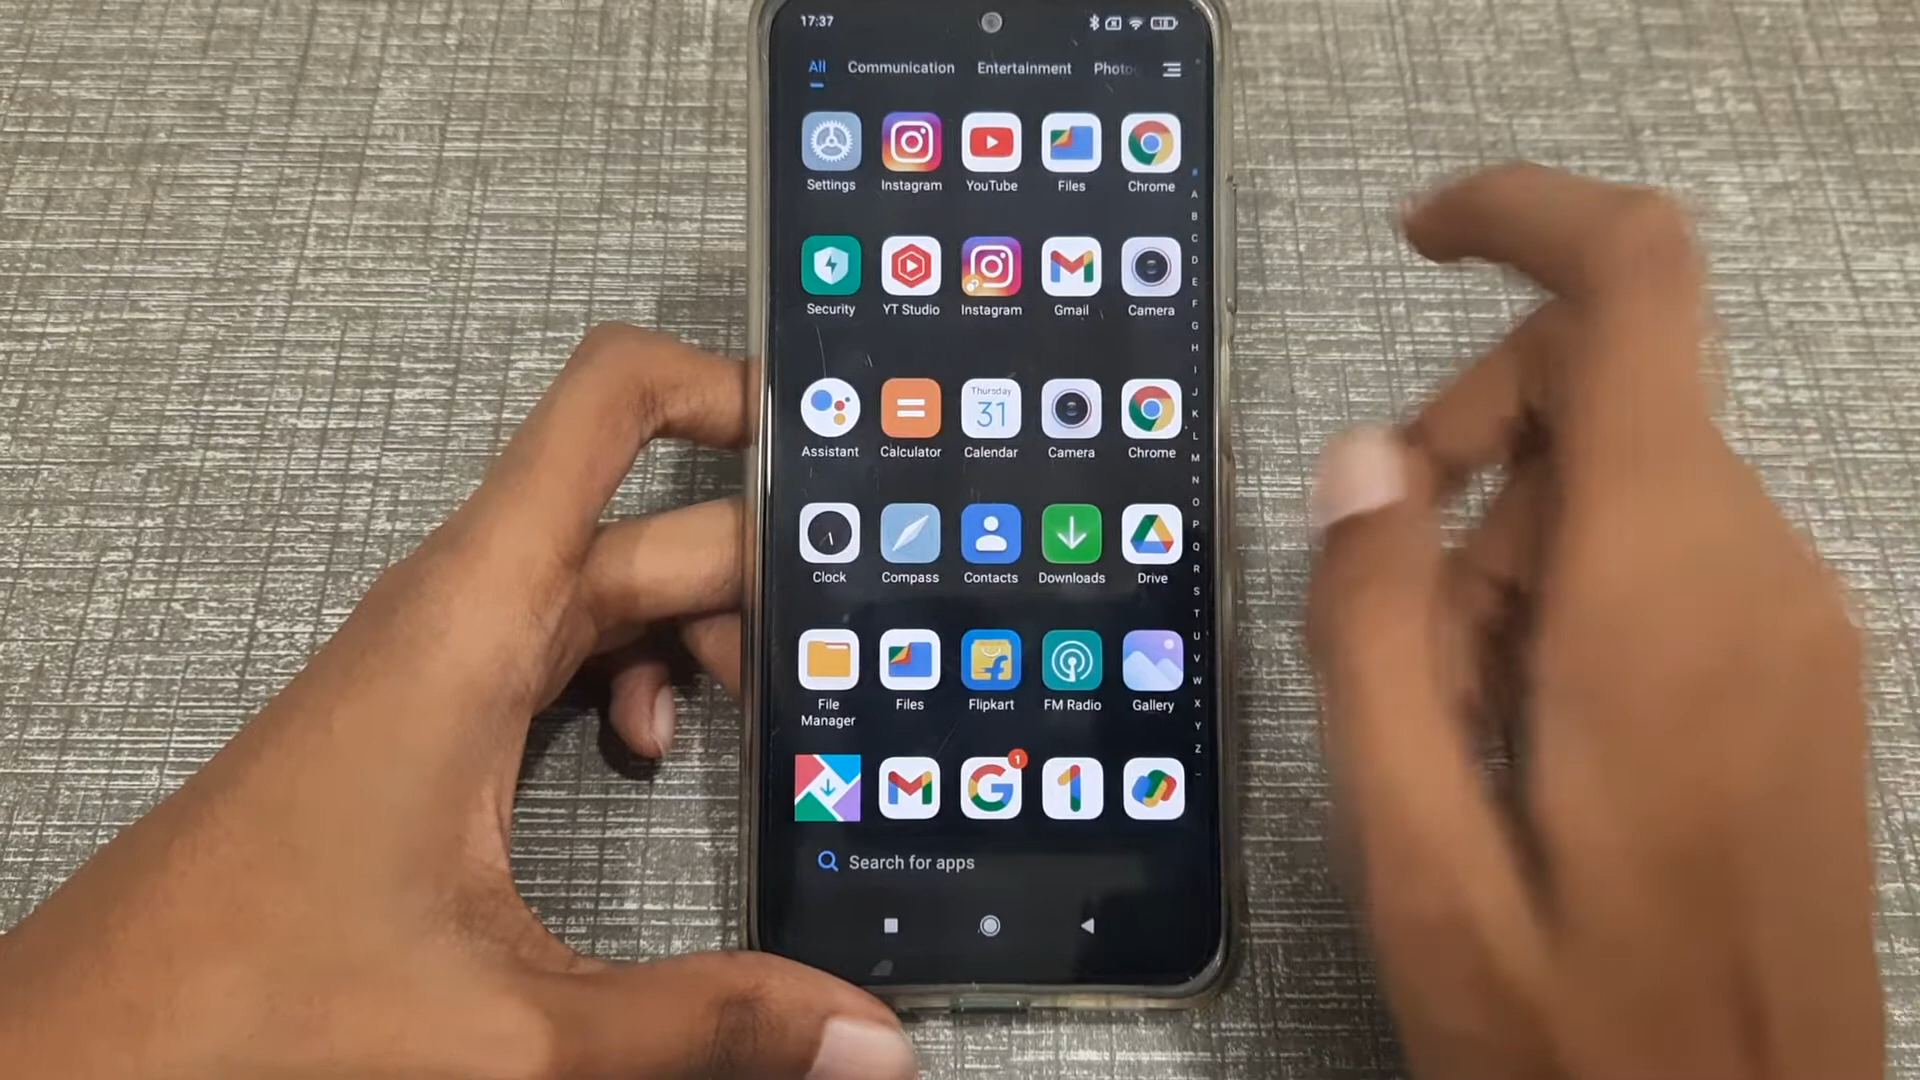 17:37
All Communication Entertainment Photo
Settings Instagram YouTube Files Chrome
Security YT Studio Instagram Gmail Camera
Thursday
31
Assistant Calculator Calendar Camera Chrome
Clock Compass Contacts Downloads Drive
File Manager Files Flipkart FM Radio Gallery
1
Search for apps
#
A
B
C
D
E
F
G
H
I
J
K
L
M
N
O
P
Q
R
S
T
U
V
W
X
Y
Z